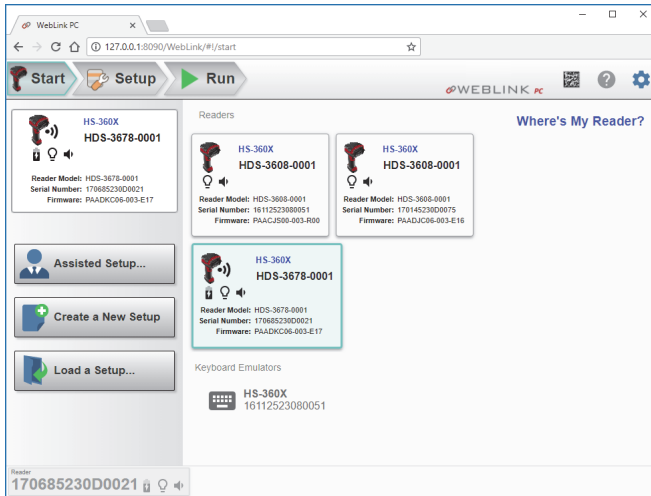 WebLink PC
127.0.0.1:8090/WebLink/#!/start
Start
Setup
Run
WEBLINK PC
HS-360X
HDS-3678-0001
Reader Model: HDS-3678-0001
Serial Number: 170685230D0021
Firmware: PAADKC06-003-E17
Assisted Setup...
Create a New Setup
Load a Setup...
Readers
Where's My Reader?
HS-360X
HDS-3608-0001
Reader Model: HDS-3608-0001
Serial Number: 16112523080051
Firmware: PAACJS00-003-R00
HS-360X
HDS-3608-0001
Reader Model: HDS-3608-0001
Serial Number: 170145230D0075
Firmware: PAADJC06-003-E16
HS-360X
HDS-3678-0001
Reader Model: HDS-3678-0001
Serial Number: 170685230D0021
Firmware: PAADKC06-003-E17
Keyboard Emulators
HS-360X
16112523080051
Reader
170685230D0021